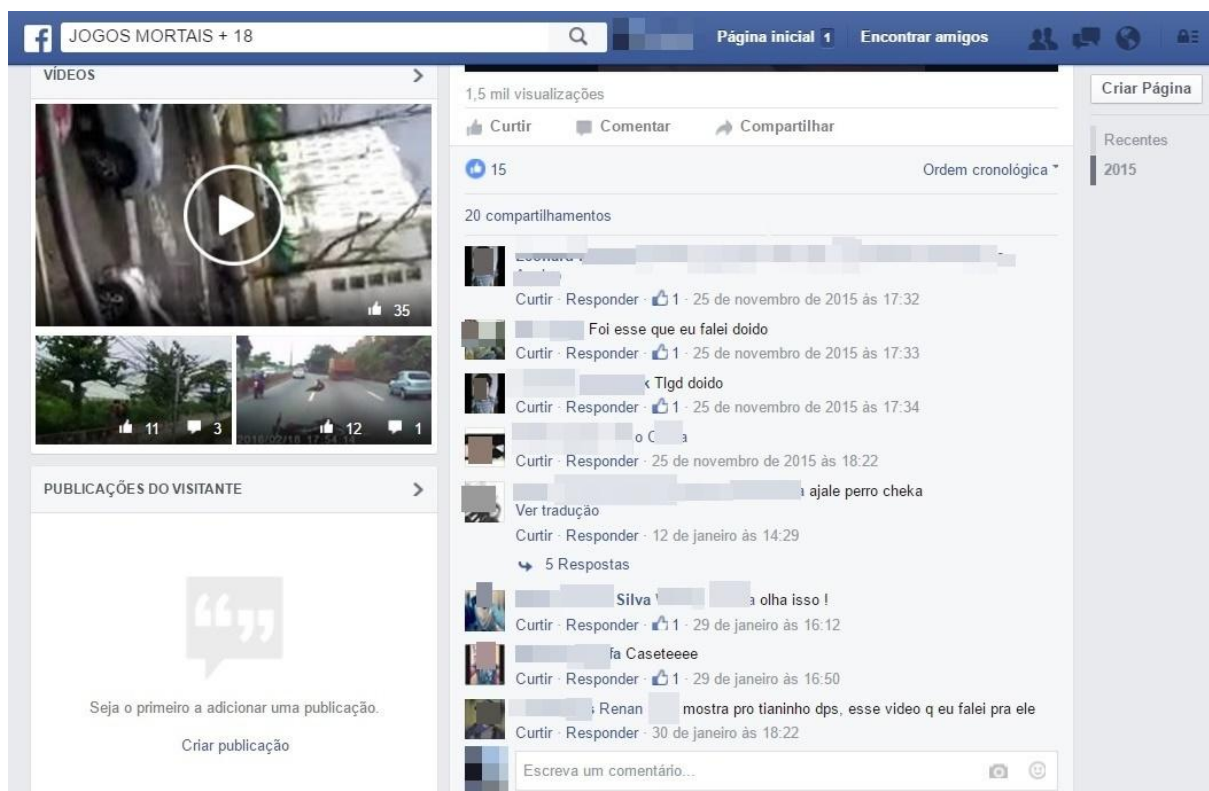 JOGOS MORTAIS + 18
Página inicial 1 Encontrar amigos
VÍDEOS
35
11 3
12 1
2016/02/18 17:54:14
PUBLICAÇÕES DO VISITANTE
Seja o primeiro a adicionar uma publicação.
Criar publicação
1,5 mil visualizações
Curtir Comentar Compartilhar
15 Ordem cronológica
20 compartilhamentos
Curtir · Responder · 1 · 25 de novembro de 2015 às 17:32
Foi esse que eu falei doido
Curtir · Responder · 1 · 25 de novembro de 2015 às 17:33
k Tlgd doido
Curtir · Responder · 1 · 25 de novembro de 2015 às 17:34
Curtir · Responder · 25 de novembro de 2015 às 18:22
ajale perro cheka
Ver tradução
Curtir · Responder · 12 de janeiro às 14:29
5 Respostas
Silva olha isso !
Curtir · Responder · 1 · 29 de janeiro às 16:12
fa Caseteeee
Curtir · Responder · 1 · 29 de janeiro às 16:50
Renan mostra pro tianinho dps, esse video q eu falei pra ele
Curtir · Responder · 30 de janeiro às 18:22
Escreva um comentário...
Criar Página
Recentes
2015